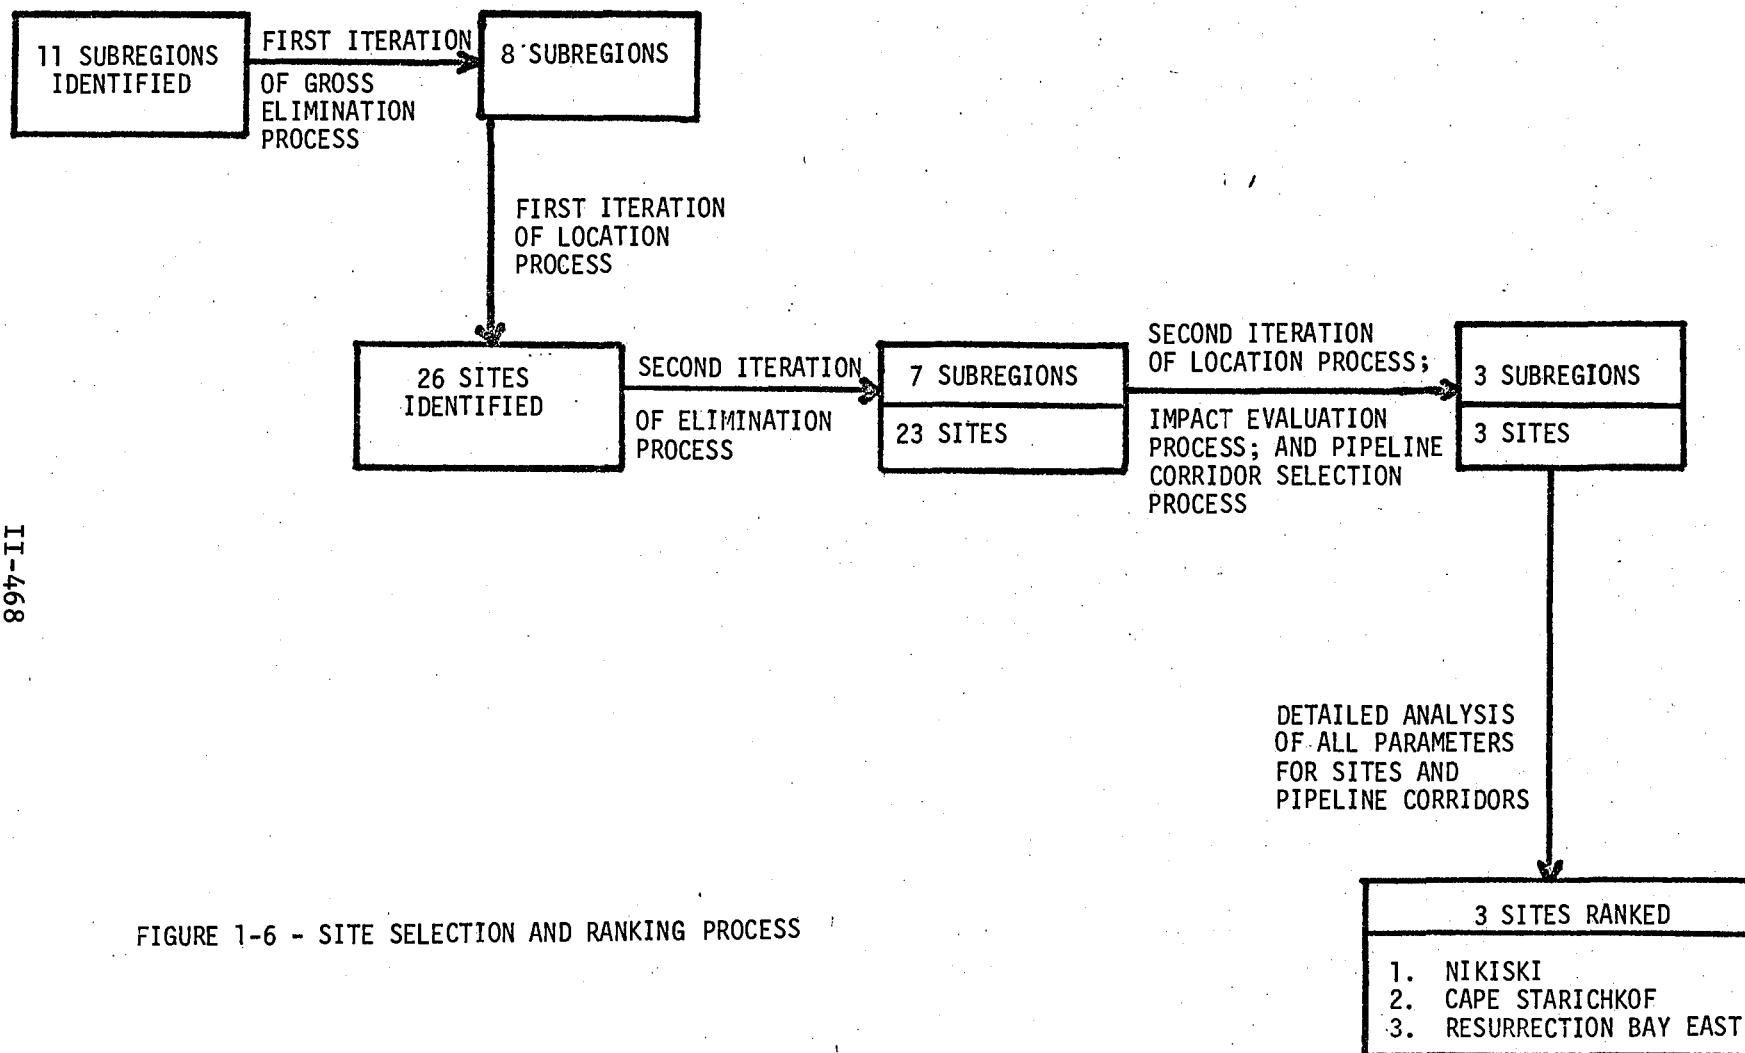 11 SUBREGIONS
IDENTIFIED
FIRST ITERATION
OF GROSS
ELIMINATION
PROCESS
8 SUBREGIONS
FIRST ITERATION
OF LOCATION
PROCESS
26 SITES
IDENTIFIED
SECOND ITERATION
OF ELIMINATION
PROCESS
7 SUBREGIONS
23 SITES
SECOND ITERATION
OF LOCATION PROCESS;
IMPACT EVALUATION
PROCESS; AND PIPELINE
CORRIDOR SELECTION
PROCESS
3 SUBREGIONS
3 SITES
DETAILED ANALYSIS
OF ALL PARAMETERS
FOR SITES AND
PIPELINE CORRIDORS
3 SITES RANKED
1. NIKISKI
2. CAPE STARICHKOF
3. RESURRECTION BAY EAST
FIGURE 1-6 - SITE SELECTION AND RANKING PROCESS
II-468